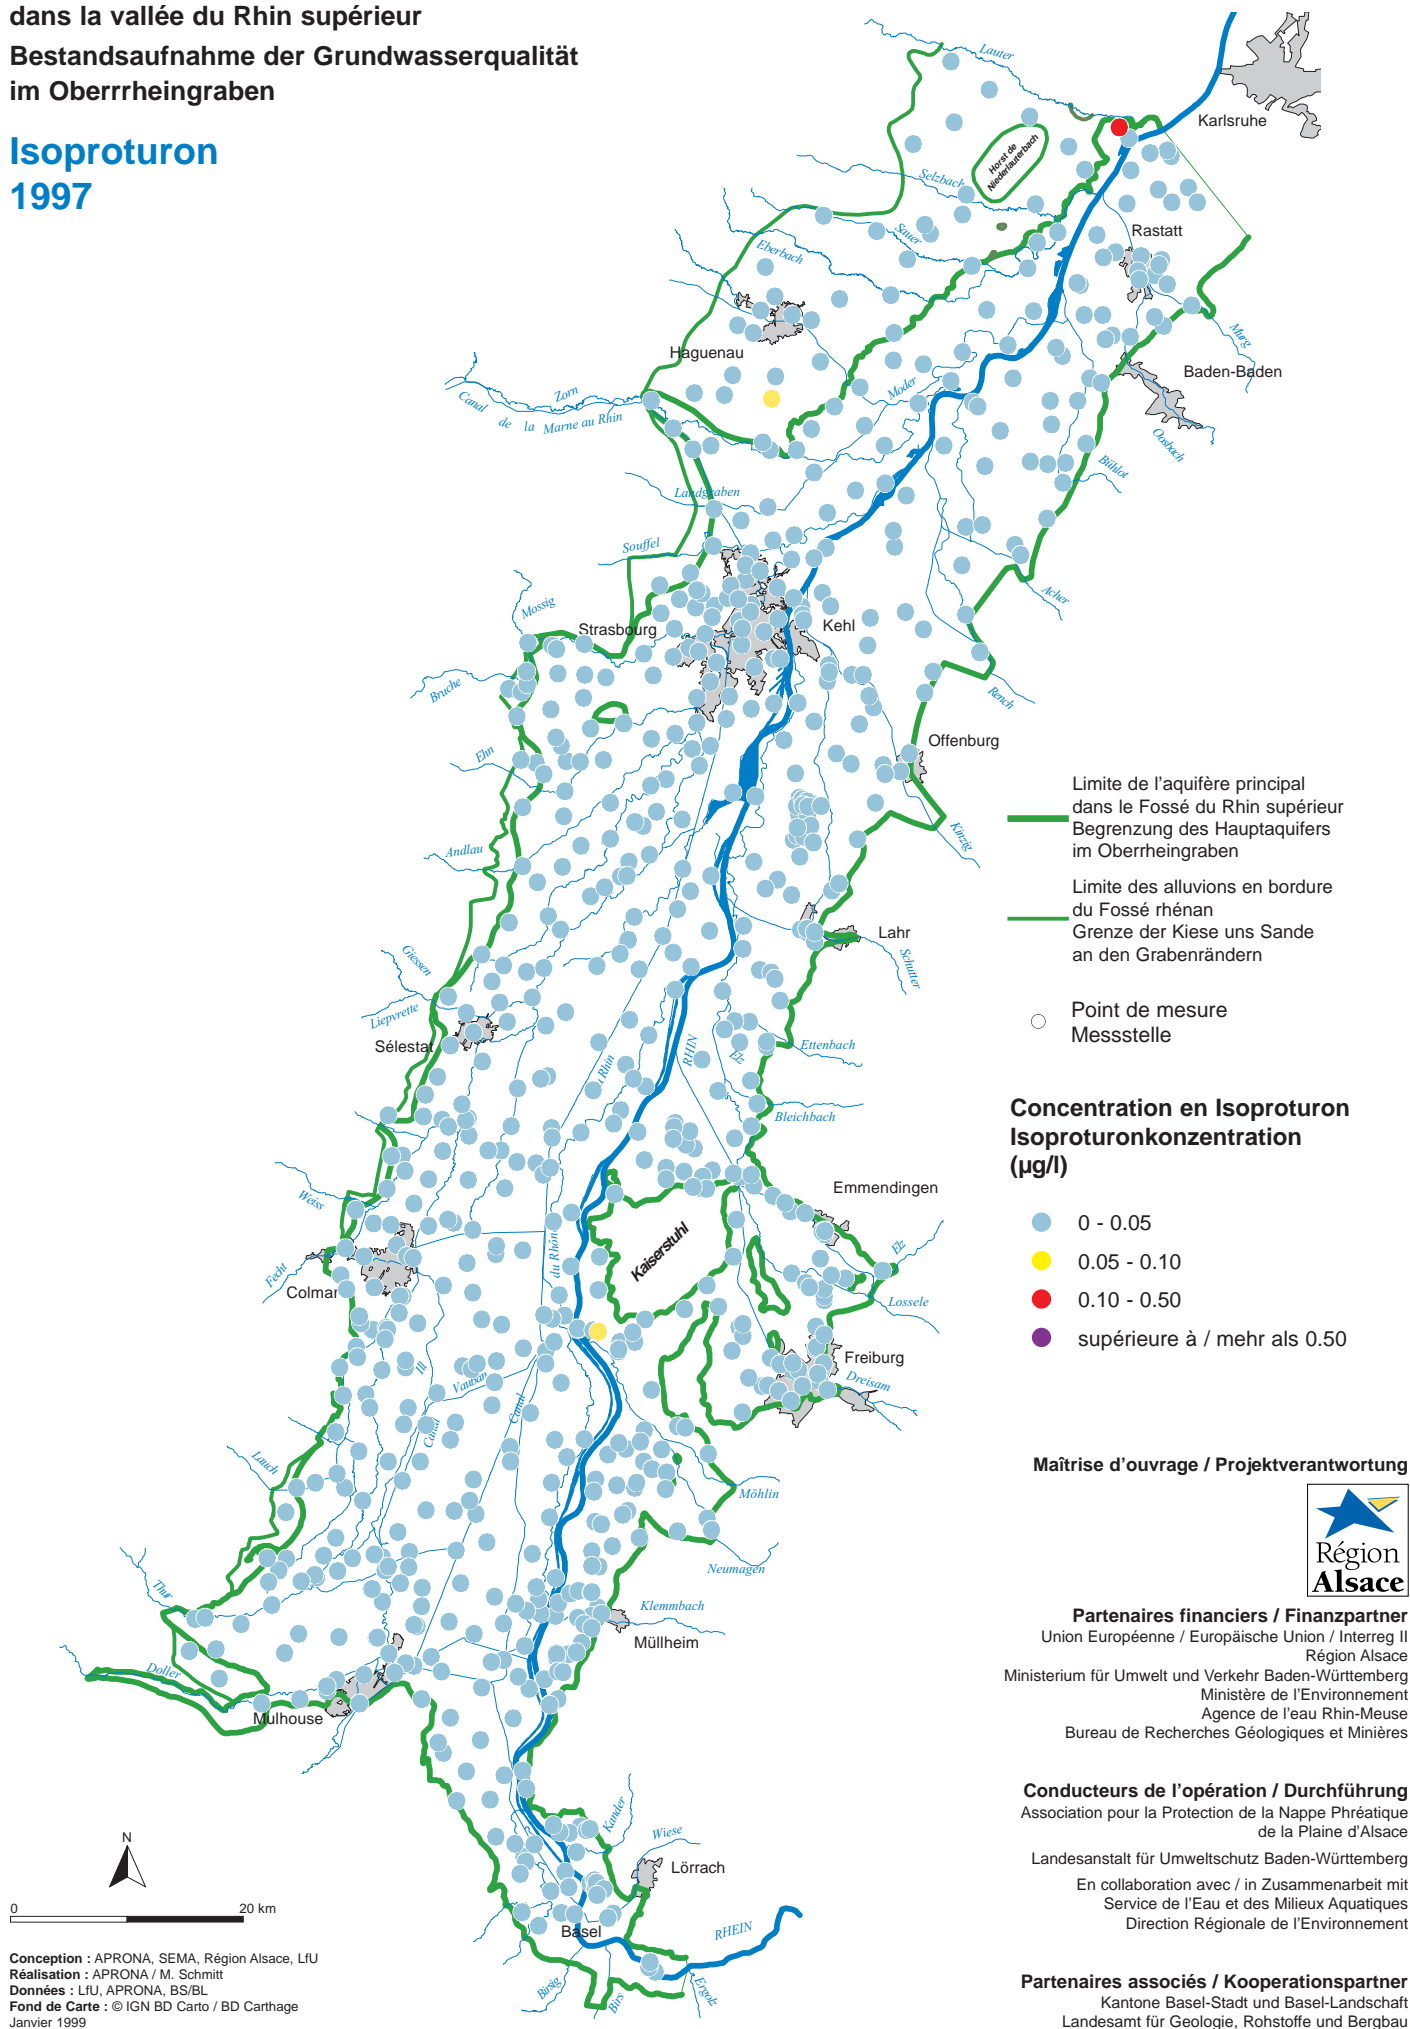 dans la vallée du Rhin supérieur
Bestandsaufnahme der Grundwasserqualität
im Oberrrheingraben
Isoproturon
1997
Lauter
Karlsruhe
Horst de
Niederlauterbach
Selzbach
Sauer
Rastatt
Eberbach
Haguenau
Murg
Baden-Baden
Zorn
Canal
de la
Marne au Rhin
Moder
Oosbach
Bühlot
Landgraben
Souffel
Acher
Mossig
Strasbourg
Kehl
Bruche
Rench
Ehn
Offenburg
Limite de l'aquifère principal
dans le Fossé du Rhin supérieur
Begrenzung des Hauptaquifers
im Oberrheingraben
Kinzig
Andlau
Limite des alluvions en bordure
du Fossé rhénan
Grenze der Kiese uns Sande
an den Grabenrändern
Lahr
Schutter
Giessen
Liepvrette
Point de mesure
Messstelle
Sélestat
RHIN
Elz
Ettenbach
u Rhin
Bleichbach
Concentration en Isoproturon
Isoproturonkonzentration
(µg/l)
Weiss
Emmendingen
0 - 0.05
Kaiserstuhl
du Rhône
Elz
0.05 - 0.10
Fecht
Colmar
Lossele
0.10 - 0.50
supérieure à / mehr als 0.50
Ill
Vauban
Freiburg
Dreisam
Canal
Canal
Lauch
Maîtrise d'ouvrage / Projektverantwortung
Möhlin
Région
Alsace
Neumagen
Thur
Klemmbach
Müllheim
Partenaires financiers / Finanzpartner
Union Européenne / Europäische Union / Interreg II
Région Alsace
Ministerium für Umwelt und Verkehr Baden-Württemberg
Ministère de l'Environnement
Agence de l'eau Rhin-Meuse
Bureau de Recherches Géologiques et Minières
Doller
Mulhouse
Conducteurs de l'opération / Durchführung
Association pour la Protection de la Nappe Phréatique
de la Plaine d'Alsace
Landesanstalt für Umweltschutz Baden-Württemberg
En collaboration avec / in Zusammenarbeit mit
Service de l'Eau et des Milieux Aquatiques
Direction Régionale de l'Environnement
Kander
Wiese
Lörrach
N
0
20 km
Basel
RHEIN
Birsig
Birs
Ergolz
Conception : APRONA, SEMA, Région Alsace, LfU
Réalisation : APRONA / M. Schmitt
Données : LfU, APRONA, BS/BL
Fond de Carte : © IGN BD Carto / BD Carthage
Janvier 1999
Partenaires associés / Kooperationspartner
Kantone Basel-Stadt und Basel-Landschaft
Landesamt für Geologie, Rohstoffe und Bergbau